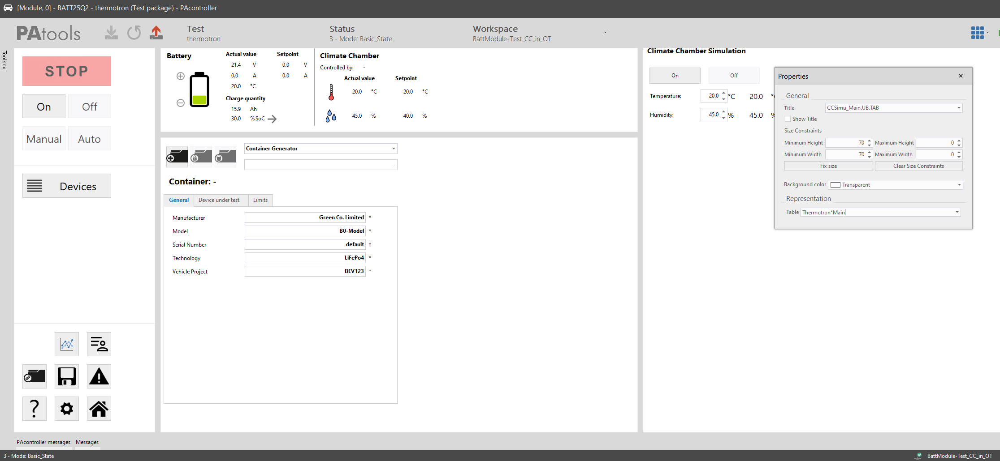 [Module, 0] - BATT25Q2 - thermotron (Test package) - PAcontroller
PAtools
Test
thermotron
Status
3 - Mode: Basic_State
Workspace
BattModule-Test_CC_in_OT
Toolbox
STOP
On Off
Manual Auto
Devices
Battery
Actual value Setpoint
21.4 V 0.0 V
0.0 A 0.0 A
20.0 °C
Charge quantity
15.9 Ah
30.0 %SoC
Climate Chamber
Controlled by: -
Actual value Setpoint
20.0 °C 20.0 °C
45.0 % 40.0 %
Container Generator
-
Container: -
General Device under test Limits
Manufacturer Green Co. Limited *
Model B0-Model *
Serial Number default *
Technology LiFePo4 *
Vehicle Project BEV123 *
Climate Chamber Simulation
On Off
Temperature: 20.0 °C 20.0
Humidity: 45.0 % 45.0
Properties
General
Title CCSimu_Main.UB.TAB
Show Title
Size Constraints
Minimum Height 70 Maximum Height 0
Minimum Width 70 Maximum Width 0
Fix size Clear Size Constraints
Background color Transparent
Representation
Table Thermotron*Main
?
PAcontroller messages Messages
3 - Mode: Basic_State
BattModule-Test_CC_in_OT